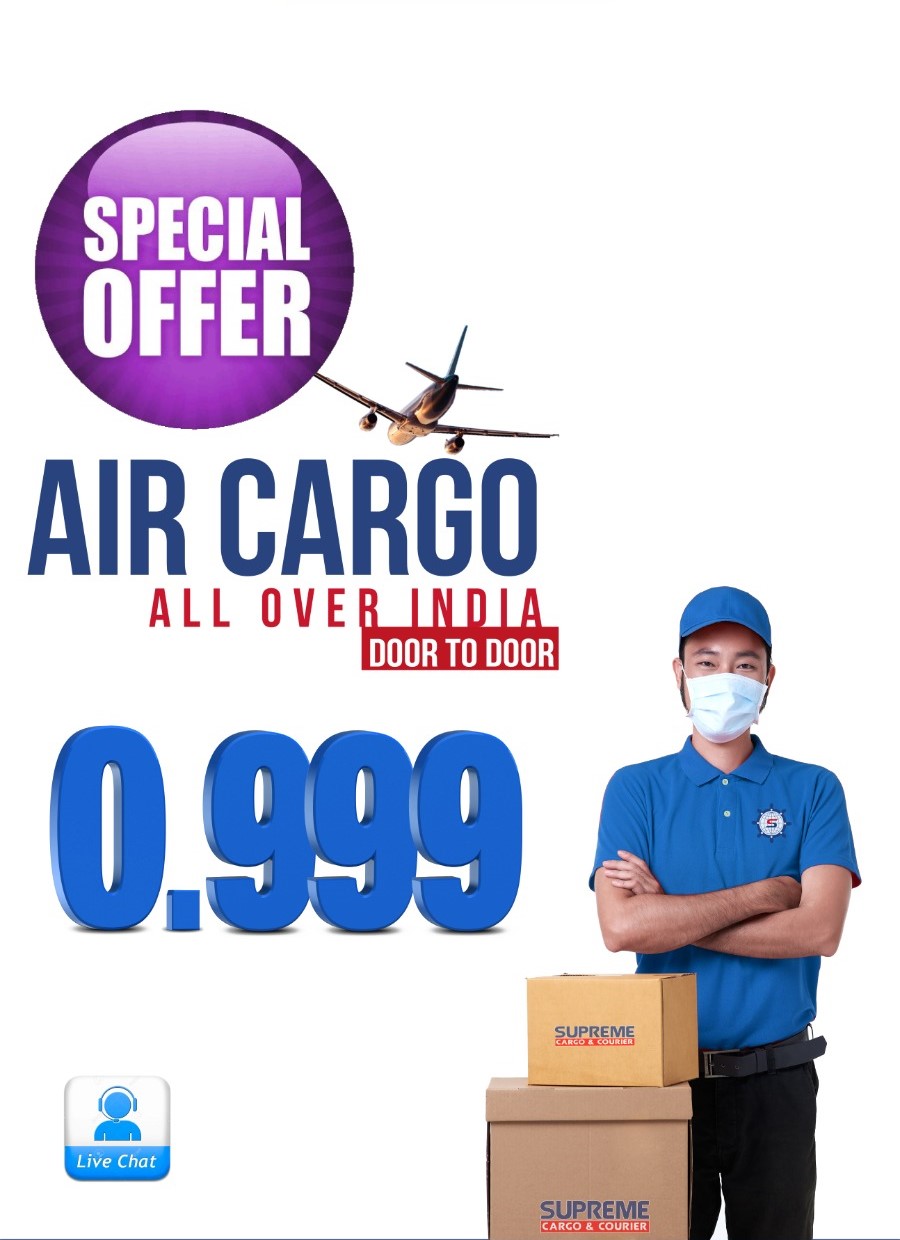 SPECIAL
OFFER
AIR CARGO
ALL OVER INDIA
DOOR TO DOOR
0.999
S
SUPREME
CARGO & COURIER
SUPREME
CARGO & COURIER
Live Chat